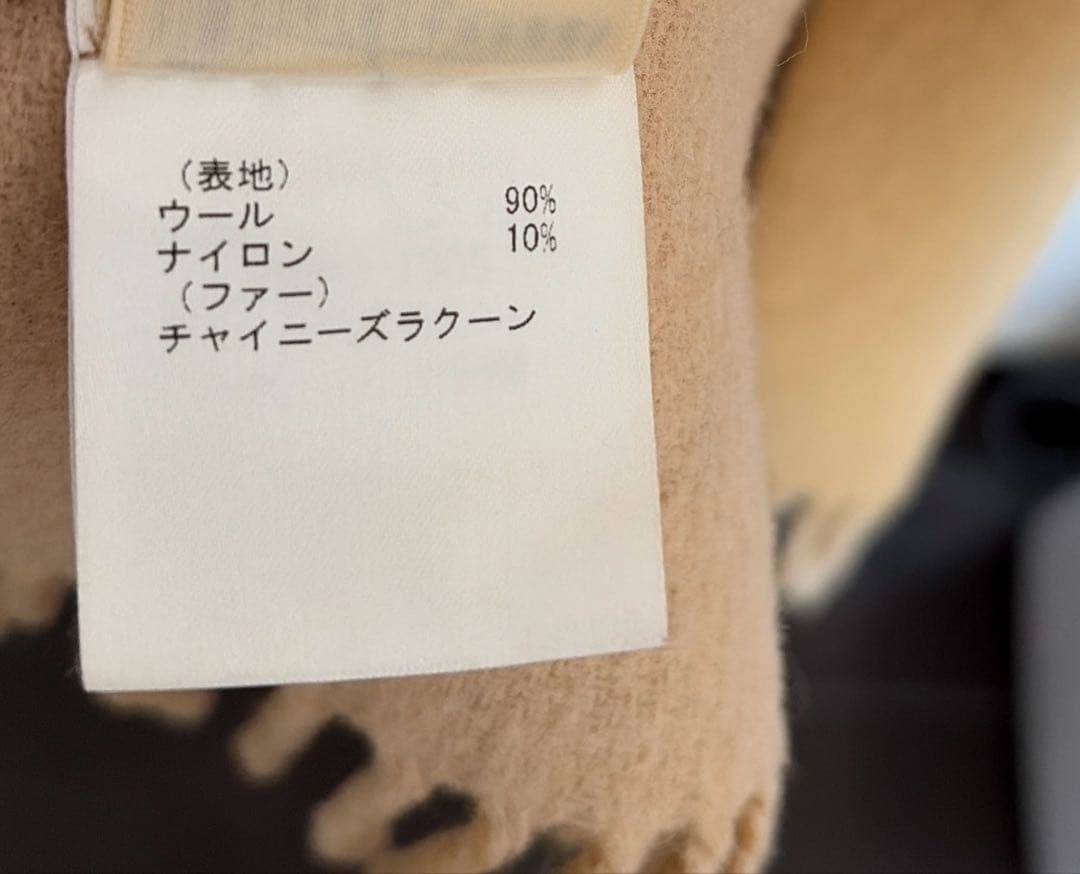 （表地）
ウール 90%
ナイロン 10%
（ファー）
チャイニーズラクーン